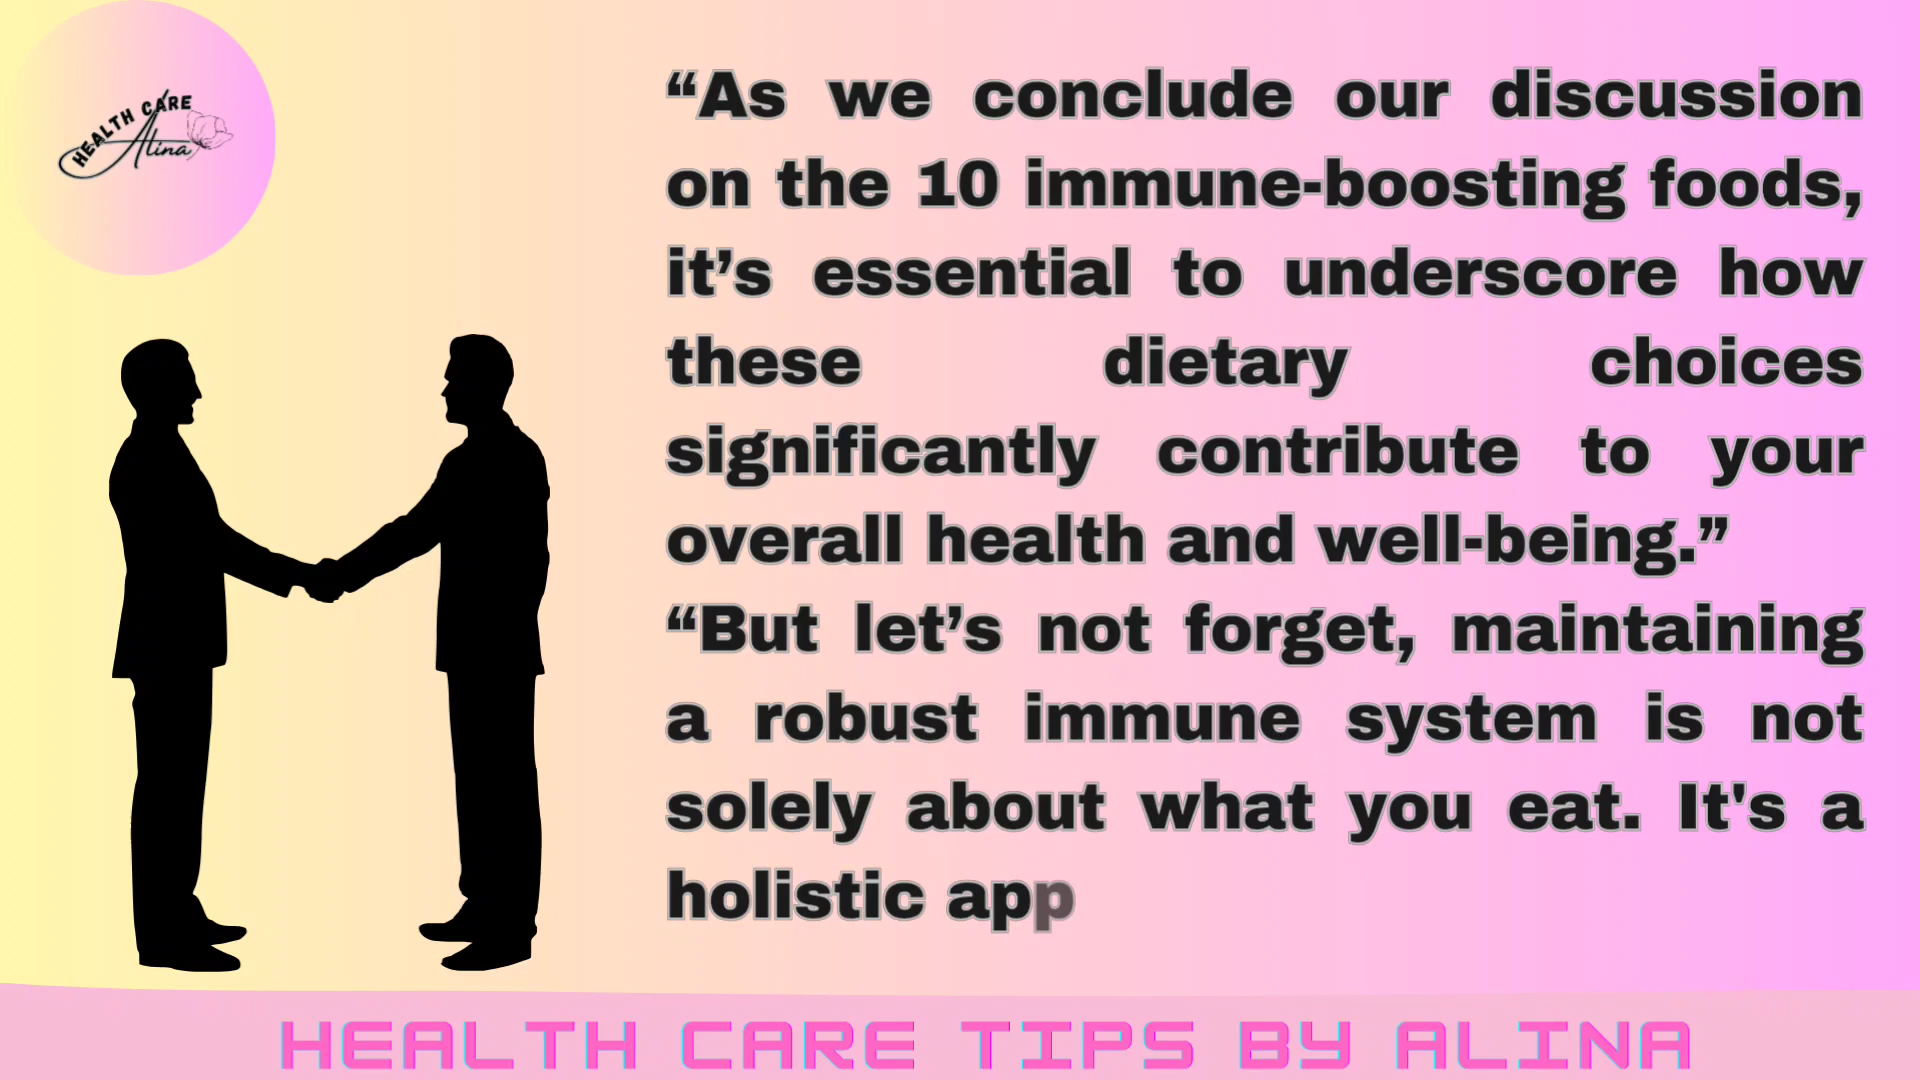 HEALTH CARE
Alina
“As we conclude our discussion
on the 10 immune-boosting foods,
it’s essential to underscore how
these dietary choices
significantly contribute to your
overall health and well-being.”
“But let’s not forget, maintaining
a robust immune system is not
solely about what you eat. It's a
holistic app
HEALTH CARE TIPS BY ALINA